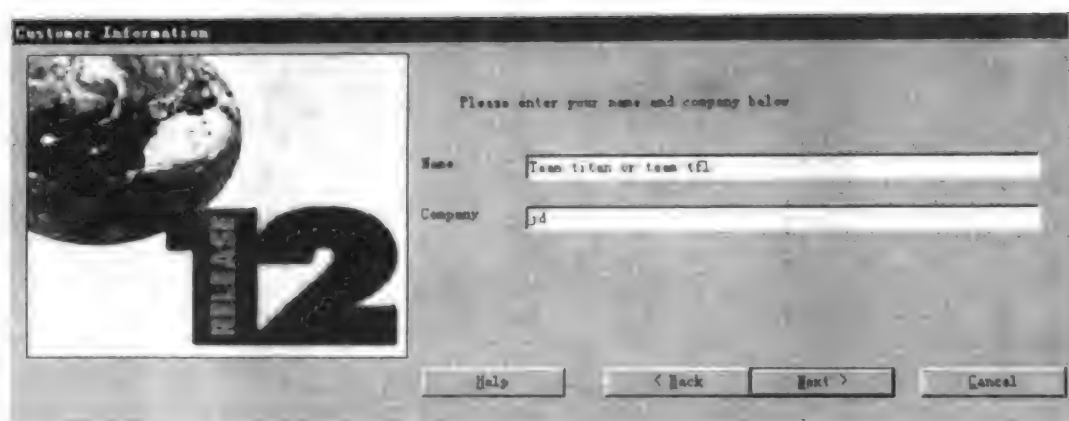 Customer Information
Please enter your name and company below
Name
Team titan or team tfl
Company
jd
RELEASE
12
Help
< Back
Next >
Cancel